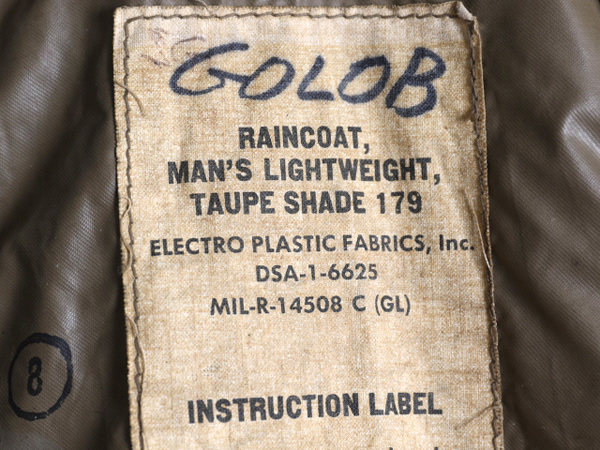 GOLOB
RAINCOAT,
MAN'S LIGHTWEIGHT,
TAUPE SHADE 179
ELECTRO PLASTIC FABRICS, Inc.
DSA-1-6625
MIL-R-14508 C (GL)
8
INSTRUCTION LABEL